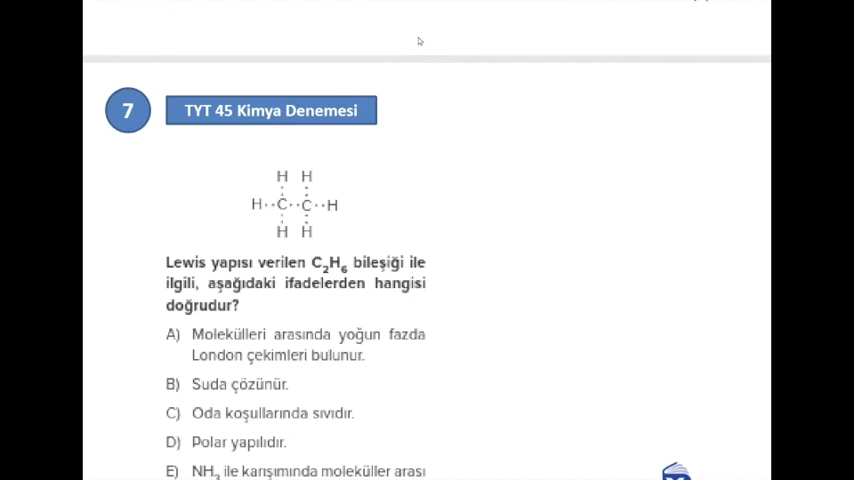 7
TYT 45 Kimya Denemesi
H H
H··C··C··H
H H
Lewis yapısı verilen C₂H₆ bileşiği ile
ilgili, aşağıdaki ifadelerden hangisi
doğrudur?
A) Molekülleri arasında yoğun fazda
London çekimleri bulunur.
B) Suda çözünür.
C) Oda koşullarında sıvıdır.
D) Polar yapılıdır.
E) NH₃ ile karışımında moleküller arası